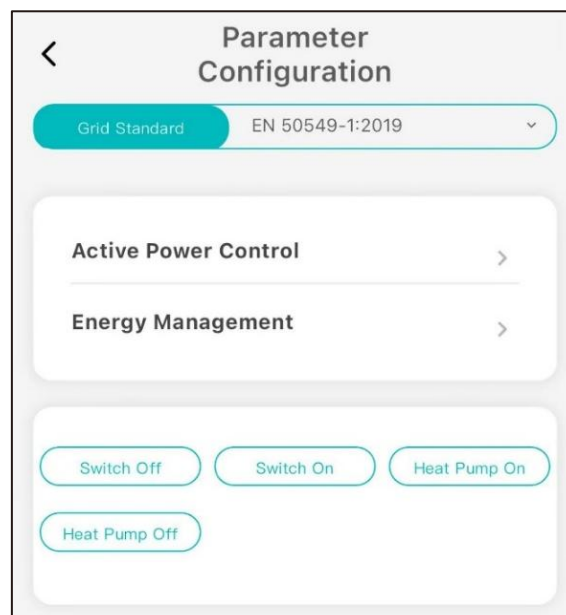 Parameter
Configuration
Grid Standard EN 50549-1:2019
Active Power Control
Energy Management
Switch Off Switch On Heat Pump On
Heat Pump Off